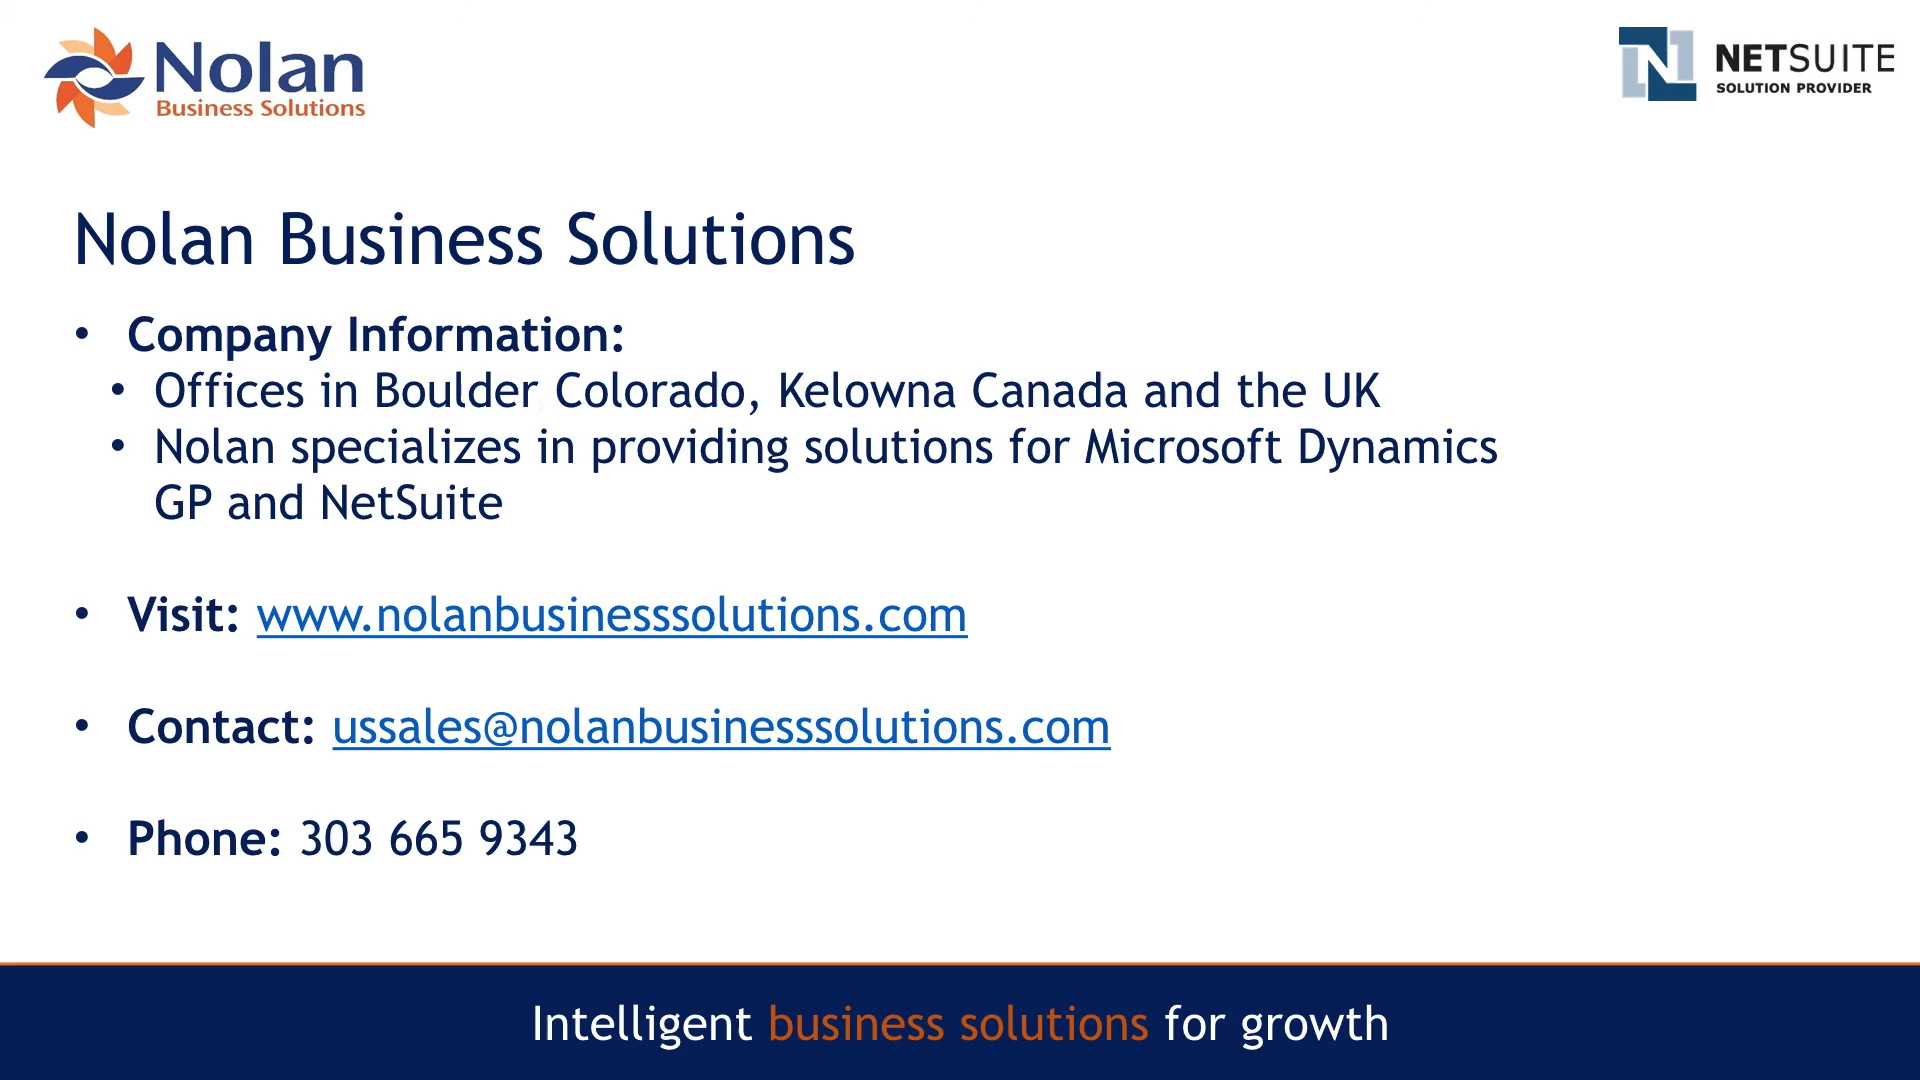 Nolan
Business Solutions
NETSUITE
SOLUTION PROVIDER
Nolan Business Solutions
• Company Information:
• Offices in Boulder, Colorado, Kelowna Canada and the UK
• Nolan specializes in providing solutions for Microsoft Dynamics
GP and NetSuite
• Visit: www.nolanbusinesssolutions.com
• Contact: ussales@nolanbusinesssolutions.com
• Phone: 303 665 9343
Intelligent business solutions for growth